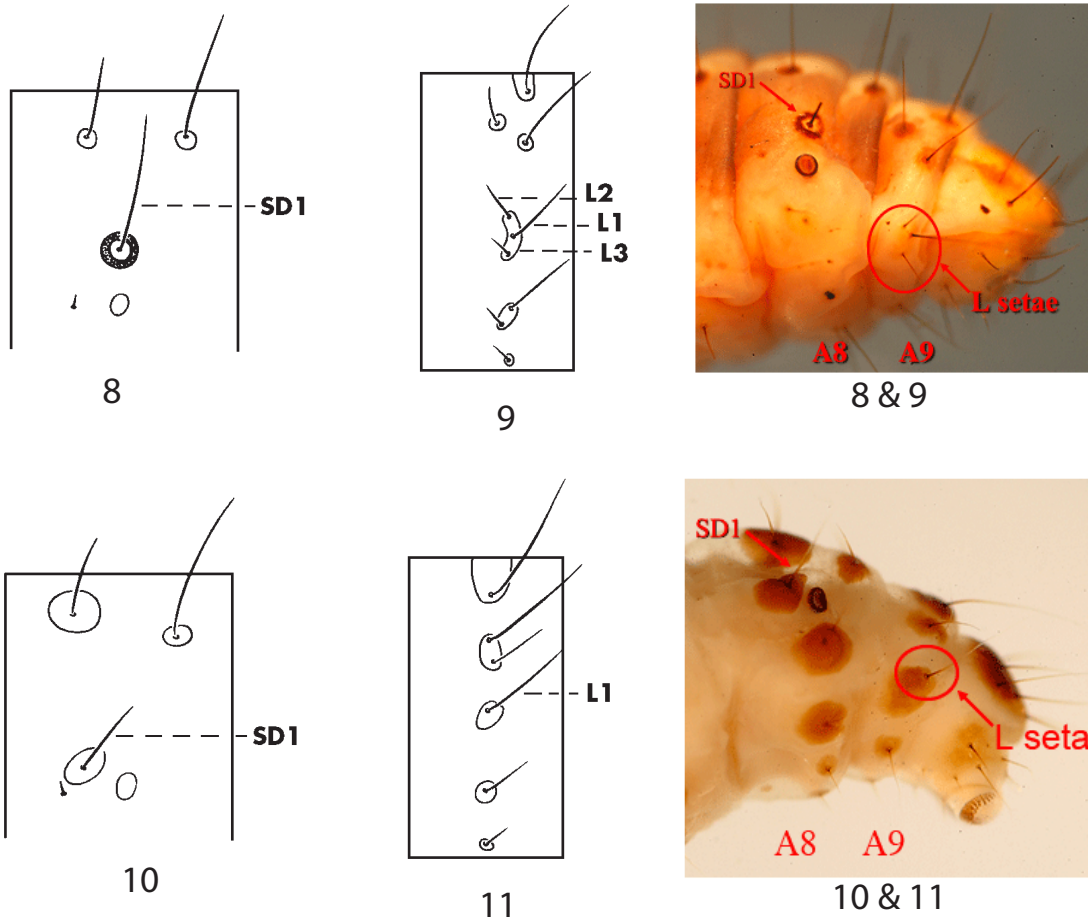 SD1
8
L2
L1
L3
9
SD1
L setae
A8 A9
8 & 9
SD1
10
L1
11
SD1
L seta
A8 A9
10 & 11